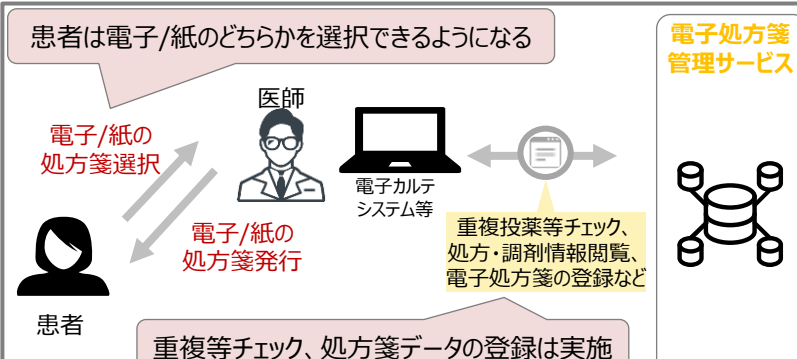 患者は電子/紙のどちらかを選択できるようになる
電子処方箋
管理サービス
医師
電子/紙の
処方箋選択
電子カルテ
システム等
電子/紙の
処方箋発行
重複投薬等チェック、
処方・調剤情報閲覧、
電子処方箋の登録など
患者
重複等チェック、処方箋データの登録は実施